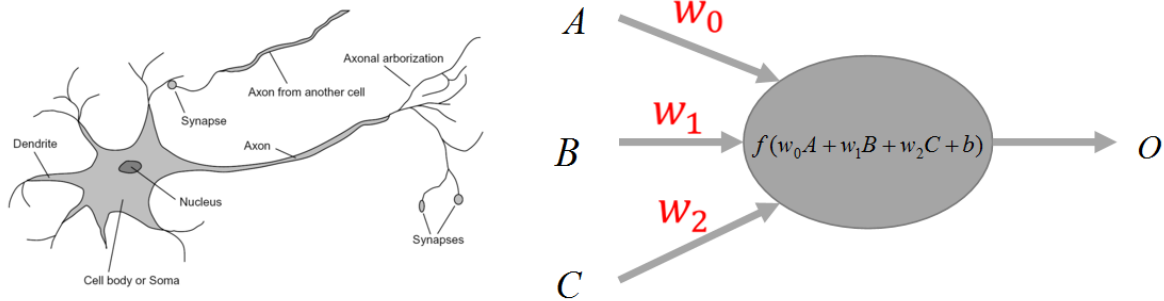 Axonal arborization
Axon from another cell
Synapse
Dendrite
Axon
Nucleus
Synapses
Cell body or Soma
A
w₀
B
w₁
f(w₀A + w₁B + w₂C + b)
O
w₂
C